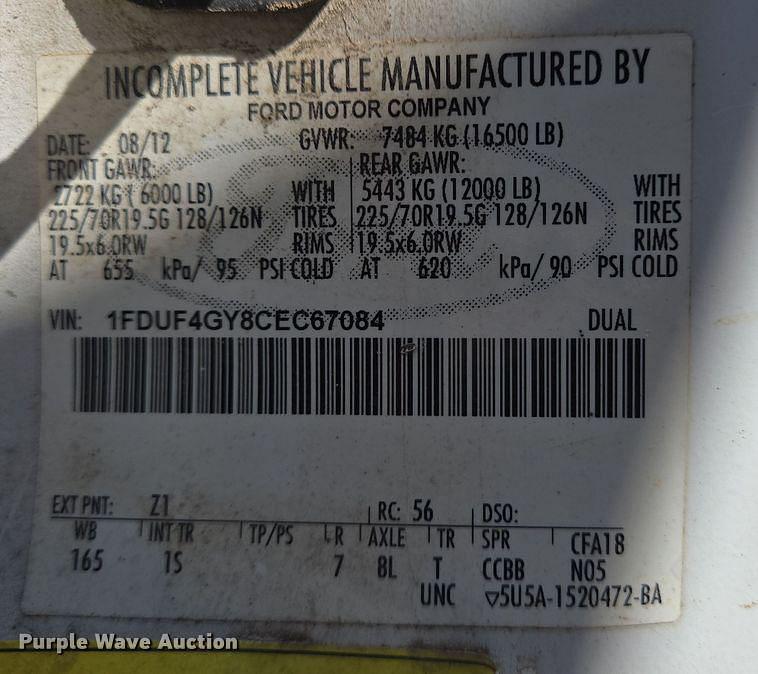 INCOMPLETE VEHICLE MANUFACTURED BY
FORD MOTOR COMPANY
DATE: 08/12 GVWR: 7484 KG (16500 LB)
FRONT GAWR: REAR GAWR:
2722 KG ( 6000 LB) WITH 5443 KG (12000 LB) WITH
225/70R19.5G 128/126N TIRES 225/70R19.5G 128/126N TIRES
19.5x6.0RW RIMS 19.5x6.0RW RIMS
AT 655 kPa/ 95 PSI COLD AT 620 kPa/ 90 PSI COLD
VIN: 1FDUF4GY8CEC67084 DUAL
EXT PNT: Z1 RC: 56 DSO:
WB INT TR TP/PS R AXLE TR SPR CFA18
165 1S 7 8L T CCBB N05
UNC ▽5U5A-1520472-BA
Purple Wave Auction